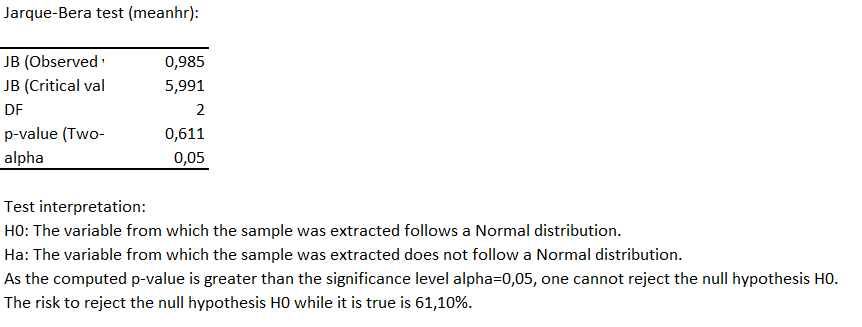 Jarque-Bera test (meanhr):
JB (Observed 0,985
JB (Critical val 5,991
DF 2
p-value (Two- 0,611
alpha 0,05
Test interpretation:
H0: The variable from which the sample was extracted follows a Normal distribution.
Ha: The variable from which the sample was extracted does not follow a Normal distribution.
As the computed p-value is greater than the significance level alpha=0,05, one cannot reject the null hypothesis H0.
The risk to reject the null hypothesis H0 while it is true is 61,10%.